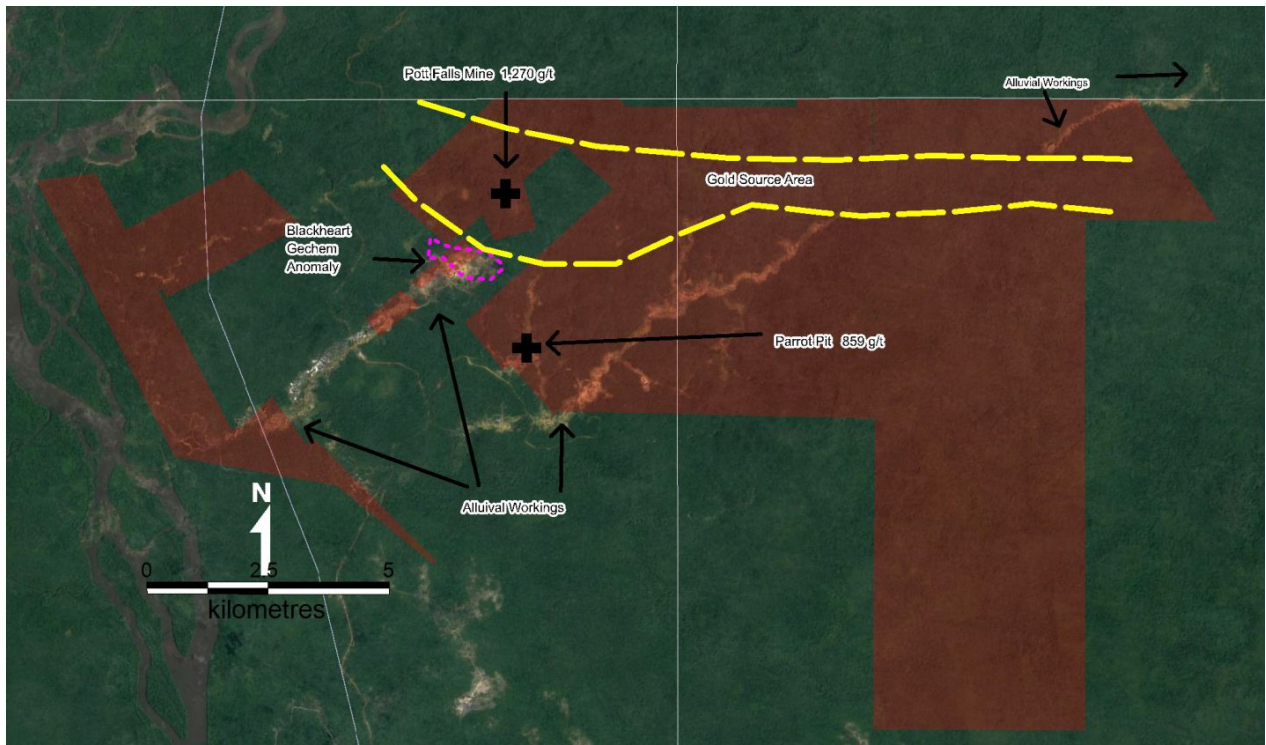 Pott Falls Mine 1,270 g/t
Alluvial Workings
Gold Source Area
Blackheart
Gechem
Anomaly
Parrot Pit 859 g/t
Alluival Workings
N
0 2.5 5
kilometres